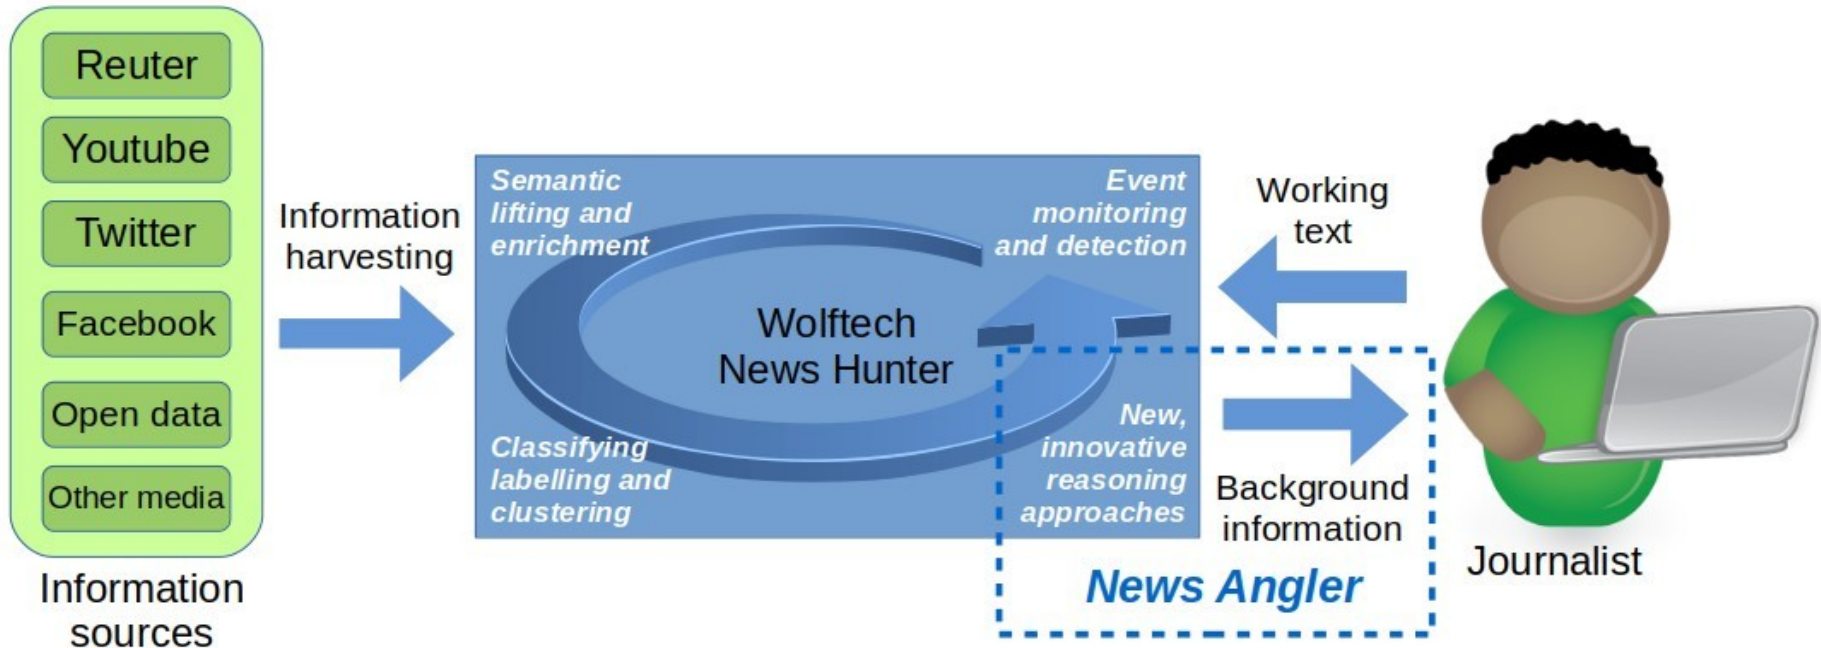 Reuter
Youtube
Twitter
Facebook
Open data
Other media
Information
sources
Information
harvesting
Semantic
lifting and
enrichment
Event
monitoring
and detection
Wolftech
News Hunter
Classifying
labelling and
clustering
New,
innovative
reasoning
approaches
Working
text
Background
information
News Angler
Journalist